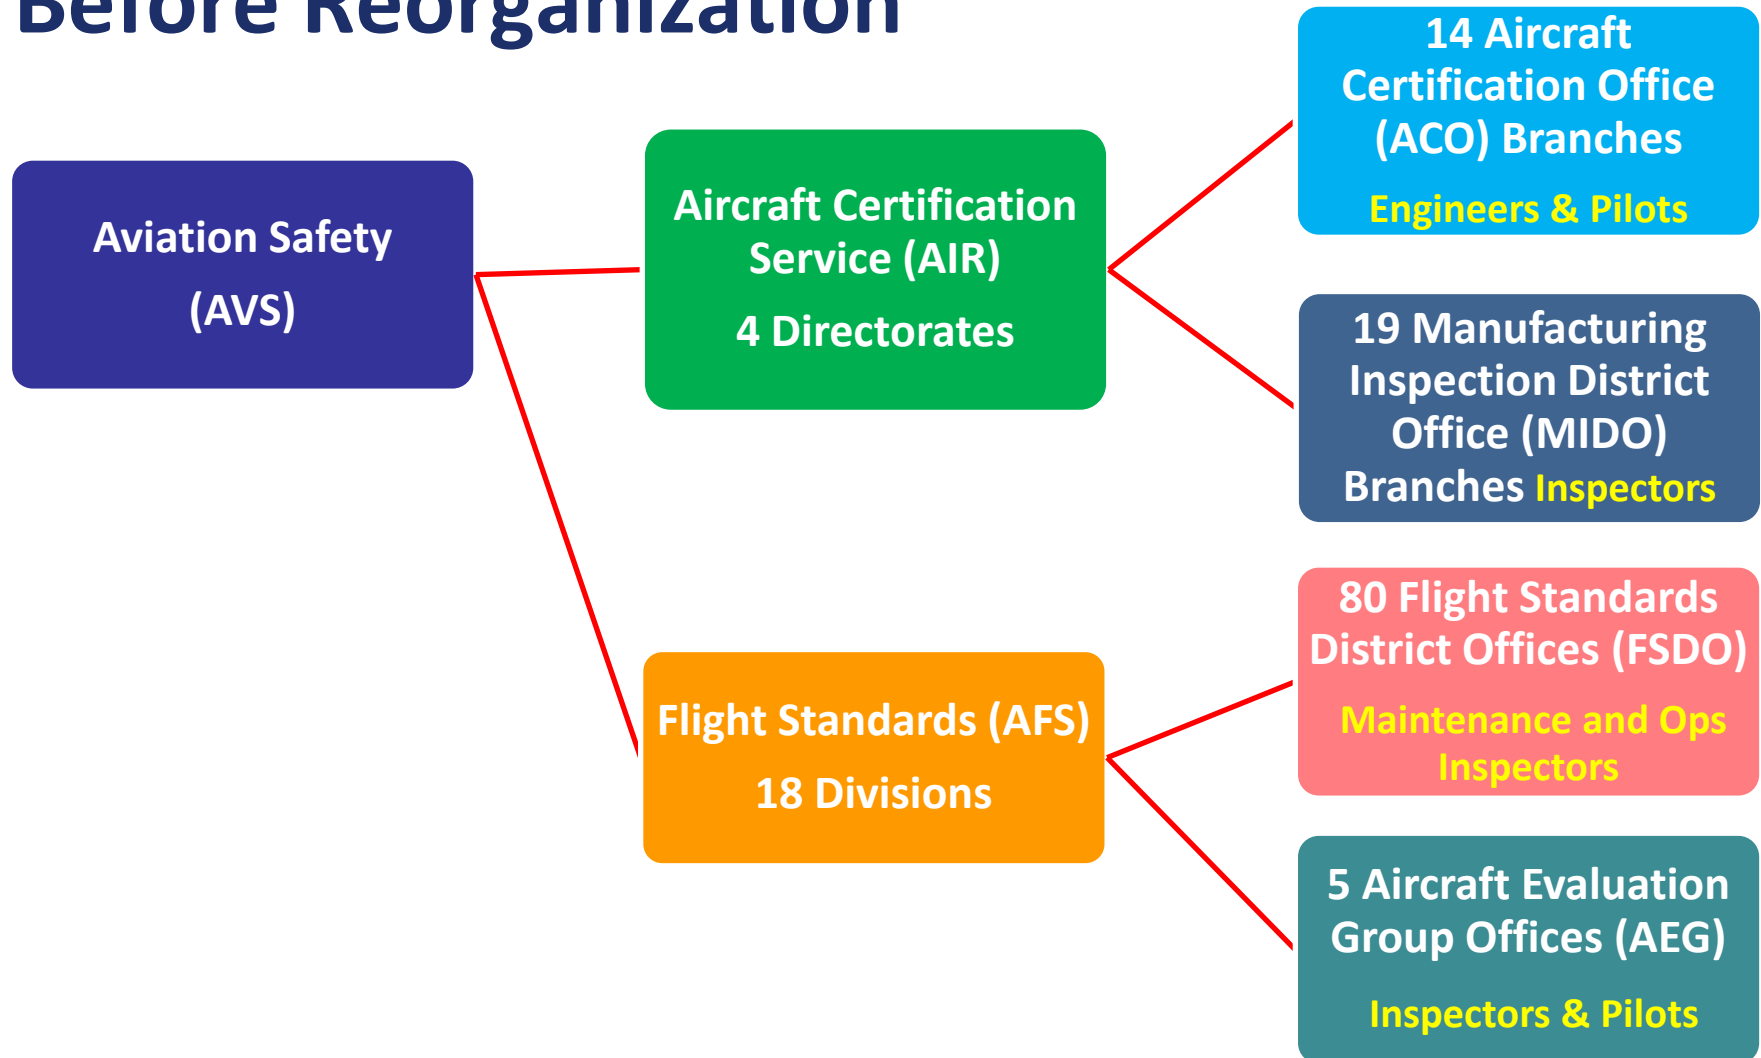 Before Reorganization
Aviation Safety
(AVS)
Aircraft Certification
Service (AIR)
4 Directorates
Flight Standards (AFS)
18 Divisions
14 Aircraft
Certification Office
(ACO) Branches
Engineers & Pilots
19 Manufacturing
Inspection District
Office (MIDO)
Branches Inspectors
80 Flight Standards
District Offices (FSDO)
Maintenance and Ops
Inspectors
5 Aircraft Evaluation
Group Offices (AEG)
Inspectors & Pilots